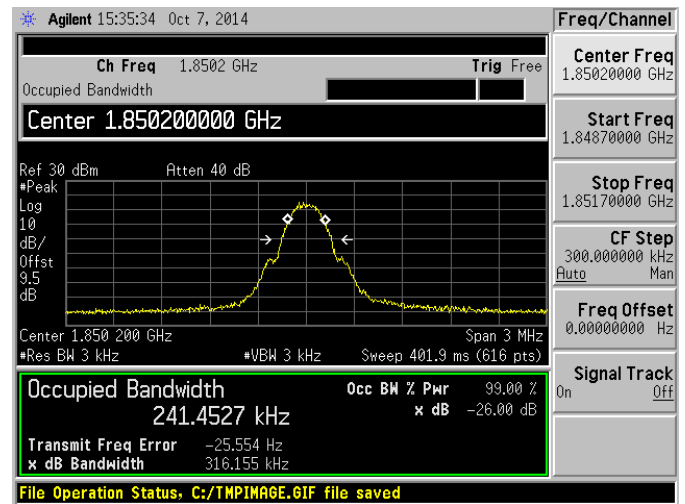 Agilent 15:35:34 Oct 7, 2014
Freq/Channel
Ch Freq 1.8502 GHz Trig Free
Occupied Bandwidth
Center 1.850200000 GHz
Ref 30 dBm Atten 40 dB
#Peak
Log
10
dB/
Offst
9.5
dB
Center 1.850 200 GHz Span 3 MHz
#Res BW 3 kHz #VBW 3 kHz Sweep 401.9 ms (616 pts)
Occupied Bandwidth Occ BW % Pwr 99.00 %
241.4527 kHz x dB -26.00 dB
Transmit Freq Error -25.554 Hz
x dB Bandwidth 316.155 kHz
File Operation Status, C:/TMPIMAGE.GIF file saved
Center Freq
1.85020000 GHz
Start Freq
1.84870000 GHz
Stop Freq
1.85170000 GHz
CF Step
300.000000 kHz
Auto Man
Freq Offset
0.00000000 Hz
Signal Track
On Off